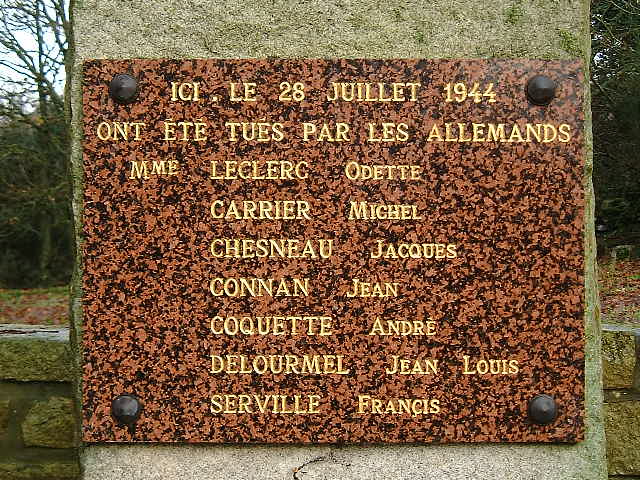 ICI . LE 28 JUILLET 1944
ONT ÉTÉ TUÉS PAR LES ALLEMANDS
MME LECLERC ODETTE
CARRIER MICHEL
CHESNEAU JACQUES
CONNAN JEAN
COQUETTE ANDRÉ
DELOURMEL JEAN LOUIS
SERVILLE FRANÇIS